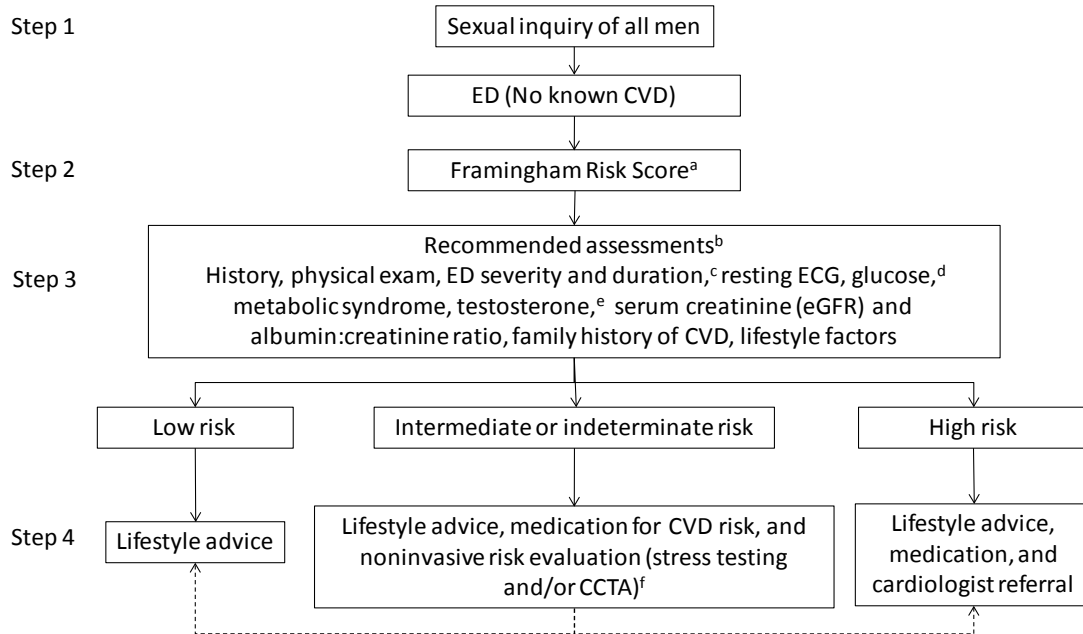 Step 1
Sexual inquiry of all men
ED (No known CVD)
Step 2
Framingham Risk Scoreᵃ
Step 3
Recommended assessmentsᵇ
History, physical exam, ED severity and duration,ᶜ resting ECG, glucose,ᵈ
metabolic syndrome, testosterone,ᵉ serum creatinine (eGFR) and
albumin:creatinine ratio, family history of CVD, lifestyle factors
Low risk
Intermediate or indeterminate risk
High risk
Step 4
Lifestyle advice
Lifestyle advice, medication for CVD risk, and
noninvasive risk evaluation (stress testing
and/or CCTA)ᶠ
Lifestyle advice,
medication, and
cardiologist referral